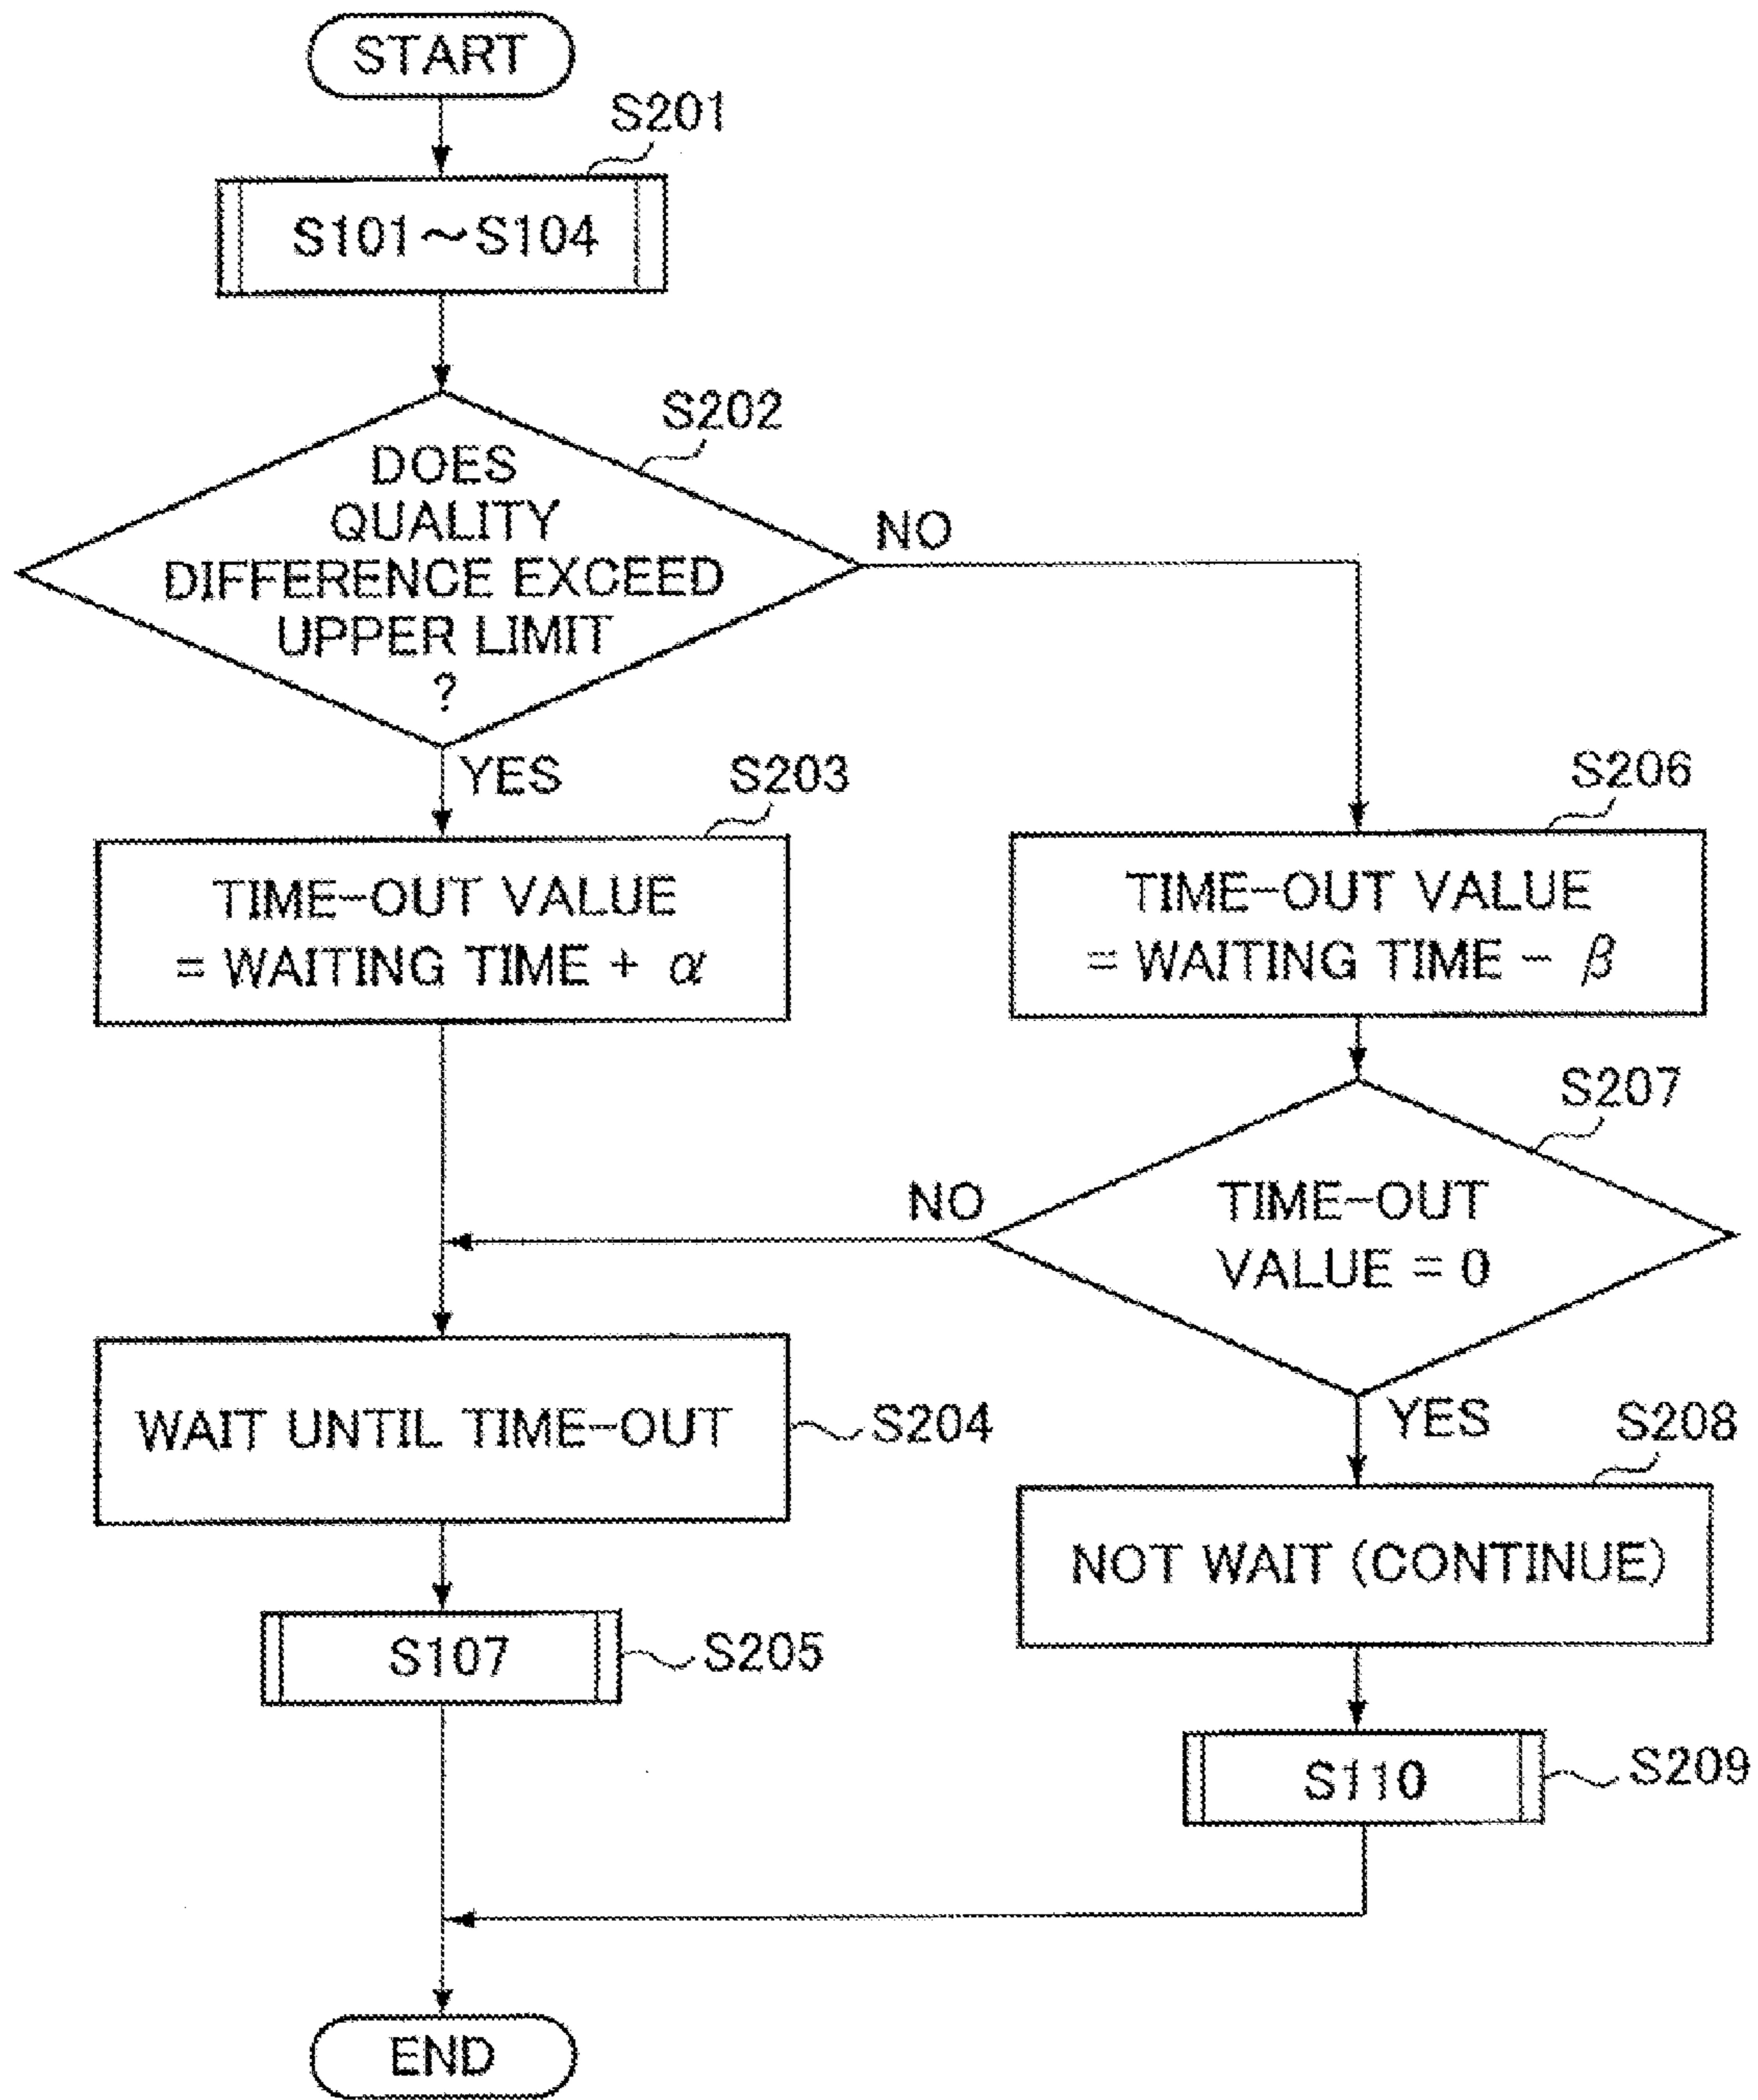 START
S201
S101~S104
S202
DOES
QUALITY
DIFFERENCE EXCEED
UPPER LIMIT
?
NO
YES
S203
TIME-OUT VALUE
= WAITING TIME + α
S206
TIME-OUT VALUE
= WAITING TIME - β
S207
TIME-OUT
VALUE = 0
NO
YES
WAIT UNTIL TIME-OUT
S204
S208
NOT WAIT (CONTINUE)
S107
S205
S110
S209
END